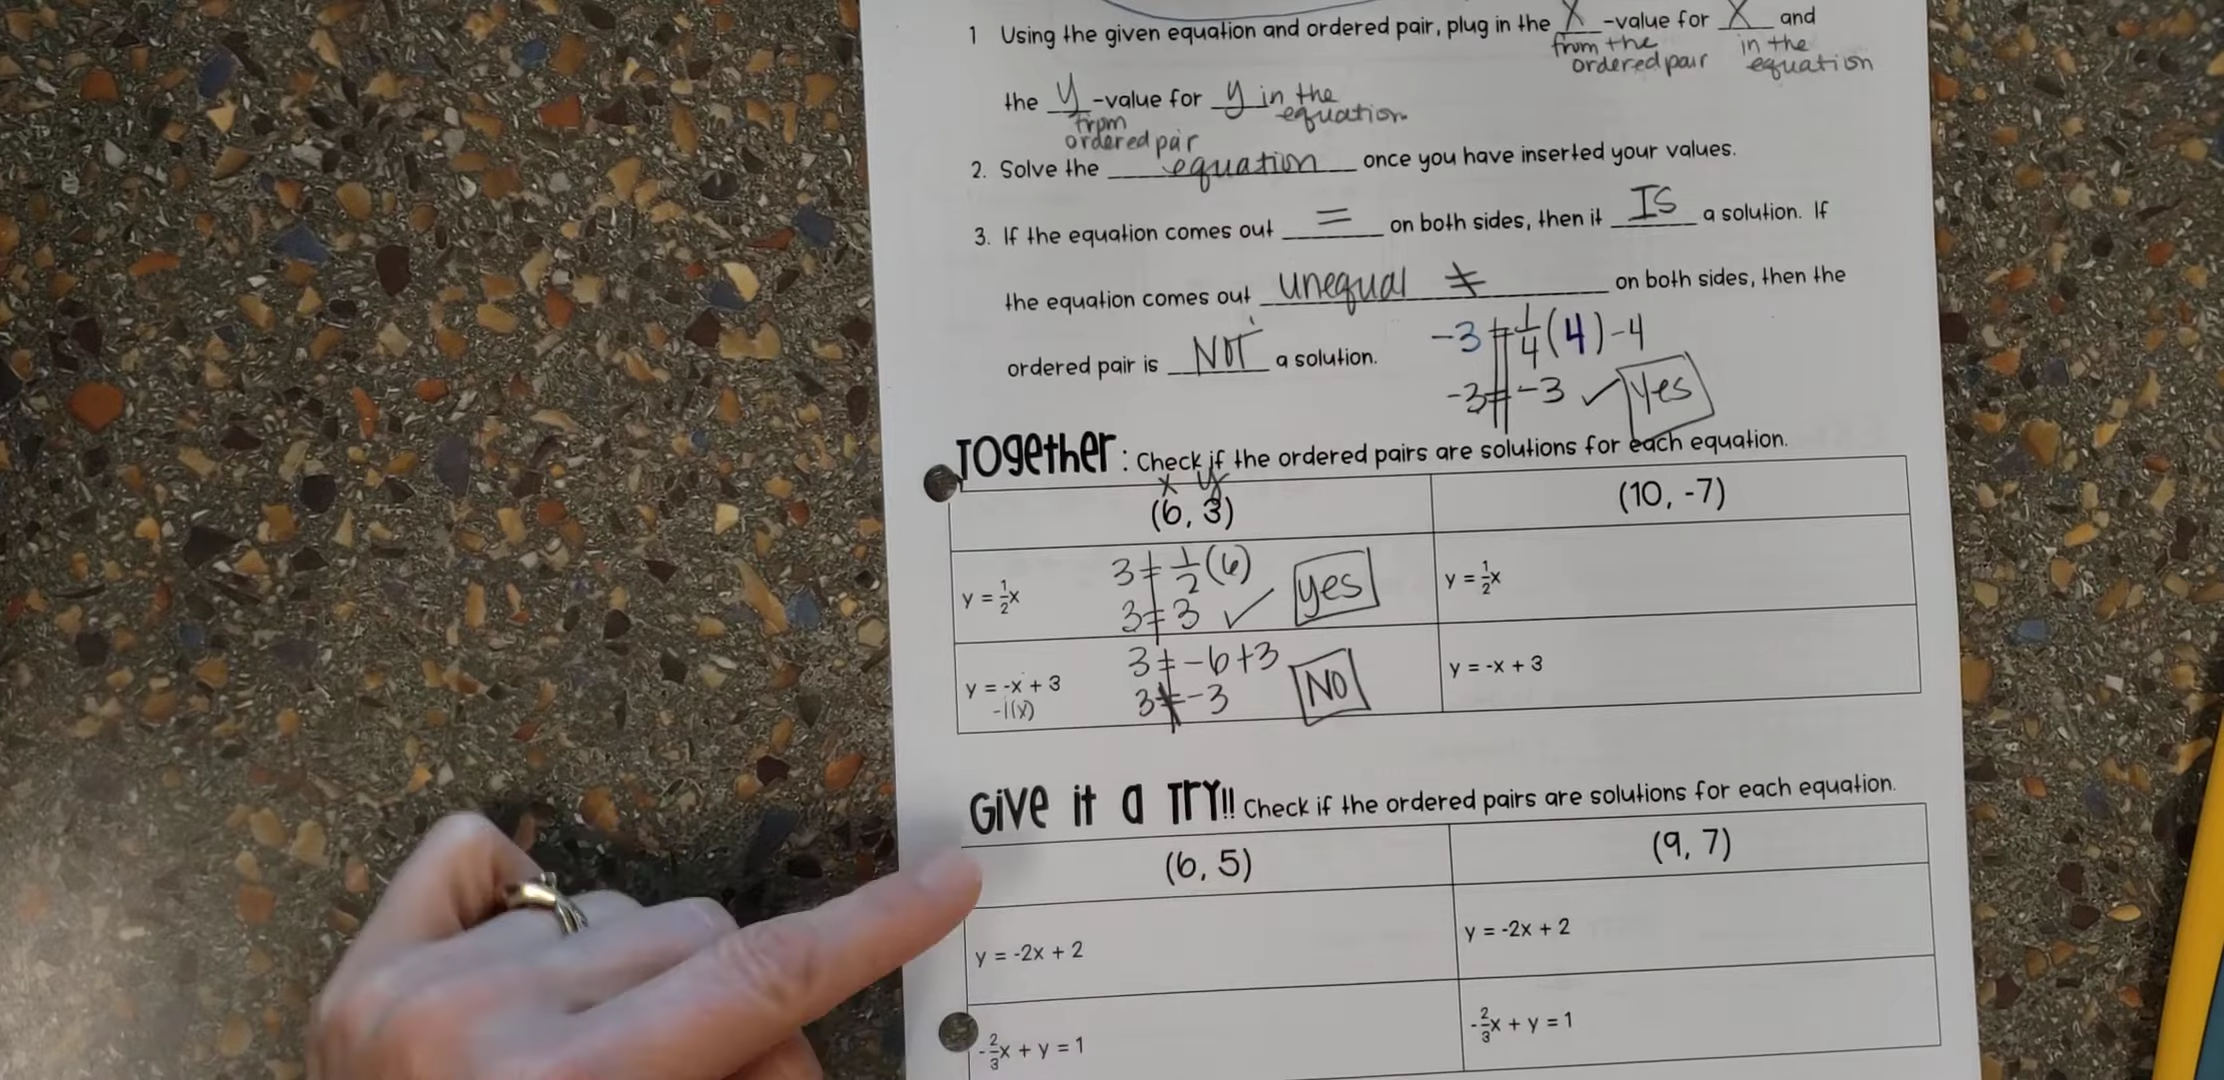 1 Using the given equation and ordered pair, plug in the X -value for X and
from the ordered pair in the equation
the y -value for y in the equation
from ordered pair
2. Solve the equation once you have inserted your values.
3. If the equation comes out = on both sides, then it IS a solution. If
the equation comes out unequal ≠ on both sides, then the
ordered pair is NOT a solution.
-3 = 1/4 (4) - 4
-3 = -3 ✓ Yes
Together: Check if the ordered pairs are solutions for each equation.
x y
(6, 3) (10, -7)
y = 1/2x 3 = 1/2 (6) yes y = 1/2x
3 = 3 ✓
y = -x + 3 3 = -6+3 NO y = -x + 3
-1(x) 3 ≠ -3
Give it a Try!! Check if the ordered pairs are solutions for each equation.
(6, 5) (9, 7)
y = -2x + 2 y = -2x + 2
-2/3x + y = 1 -2/3x + y = 1